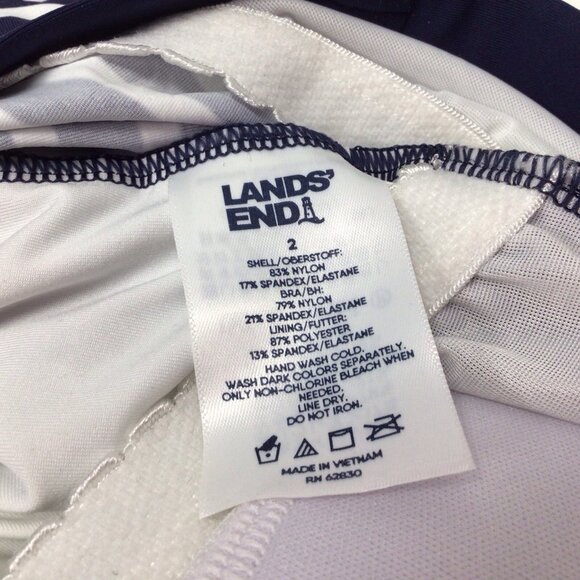 LANDS'
END
2
SHELL/OBERSTOFF:
83% NYLON
17% SPANDEX/ELASTANE
BRA/BH:
79% NYLON
21% SPANDEX/ELASTANE
LINING/FUTTER:
87% POLYESTER
13% SPANDEX/ELASTANE
HAND WASH COLD.
WASH DARK COLORS SEPARATELY.
ONLY NON-CHLORINE BLEACH WHEN
NEEDED.
LINE DRY.
DO NOT IRON.
MADE IN VIETNAM
RN 62830